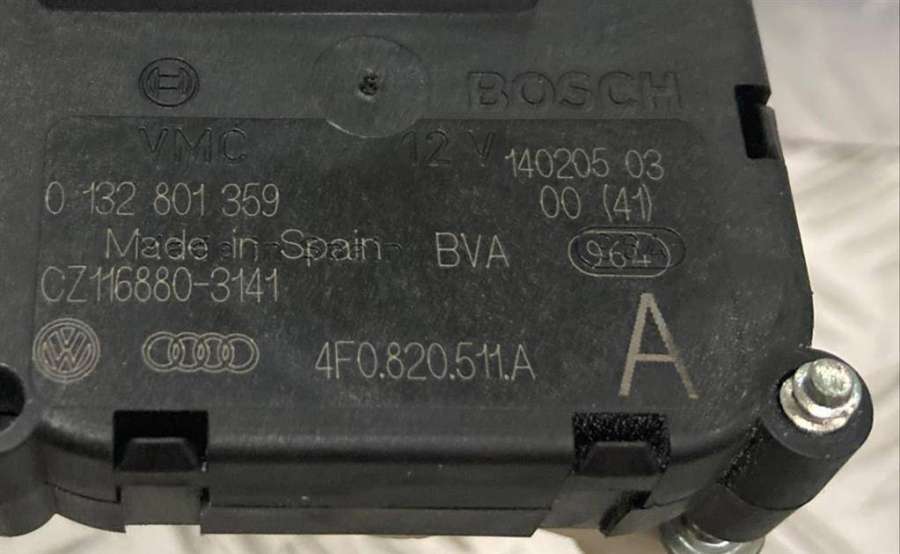 BOSCH
VMC 12 V 140205 03
0 132 801 359 00 (41)
Made in Spain BVA 964
CZ116880-3141
4F0.820.511.A A